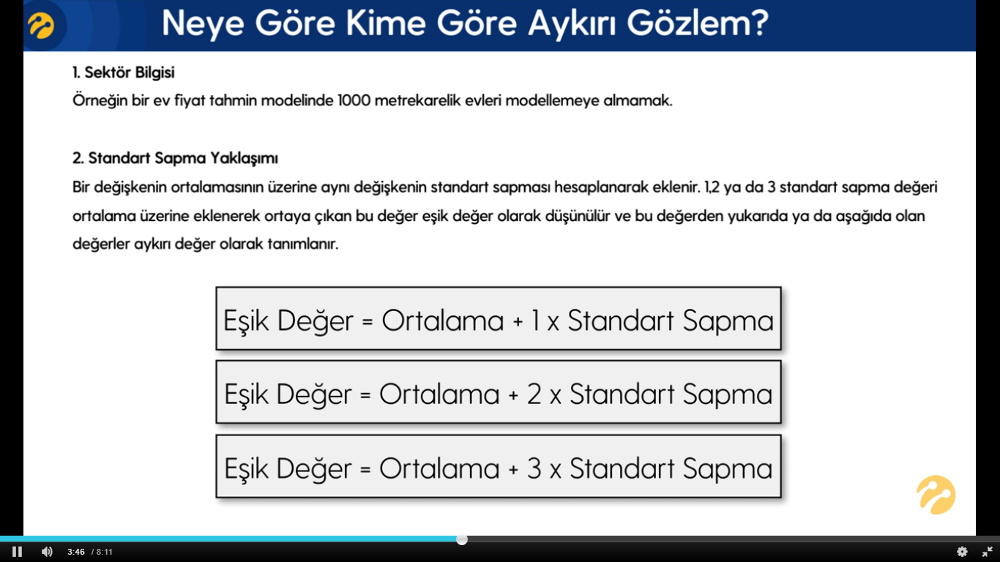 Neye Göre Kime Göre Aykırı Gözlem?
1. Sektör Bilgisi
Örneğin bir ev fiyat tahmin modelinde 1000 metrekarelik evleri modellemeye almamak.
2. Standart Sapma Yaklaşımı
Bir değişkenin ortalamasının üzerine aynı değişkenin standart sapması hesaplanarak eklenir. 1,2 ya da 3 standart sapma değeri
ortalama üzerine eklenerek ortaya çıkan bu değer eşik değer olarak düşünülür ve bu değerden yukarıda ya da aşağıda olan
değerler aykırı değer olarak tanımlanır.
Eşik Değer = Ortalama + 1 x Standart Sapma
Eşik Değer = Ortalama + 2 x Standart Sapma
Eşik Değer = Ortalama + 3 x Standart Sapma
3:46 / 8:11